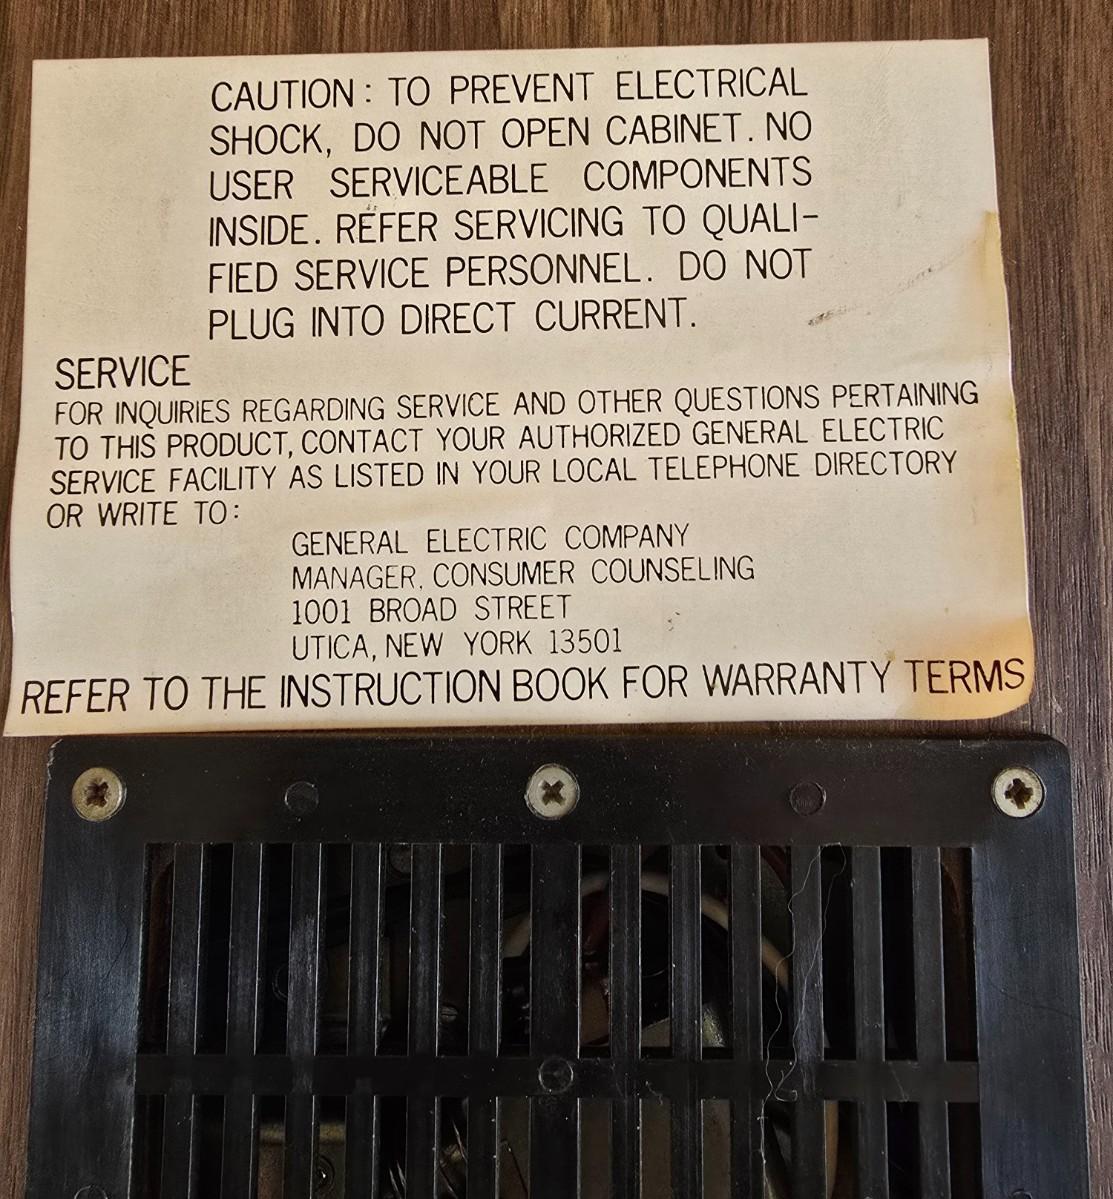 CAUTION: TO PREVENT ELECTRICAL
SHOCK, DO NOT OPEN CABINET. NO
USER SERVICEABLE COMPONENTS
INSIDE. REFER SERVICING TO QUALI-
FIED SERVICE PERSONNEL. DO NOT
PLUG INTO DIRECT CURRENT.
SERVICE
FOR INQUIRIES REGARDING SERVICE AND OTHER QUESTIONS PERTAINING
TO THIS PRODUCT, CONTACT YOUR AUTHORIZED GENERAL ELECTRIC
SERVICE FACILITY AS LISTED IN YOUR LOCAL TELEPHONE DIRECTORY
OR WRITE TO:
GENERAL ELECTRIC COMPANY
MANAGER, CONSUMER COUNSELING
1001 BROAD STREET
UTICA, NEW YORK 13501
REFER TO THE INSTRUCTION BOOK FOR WARRANTY TERMS